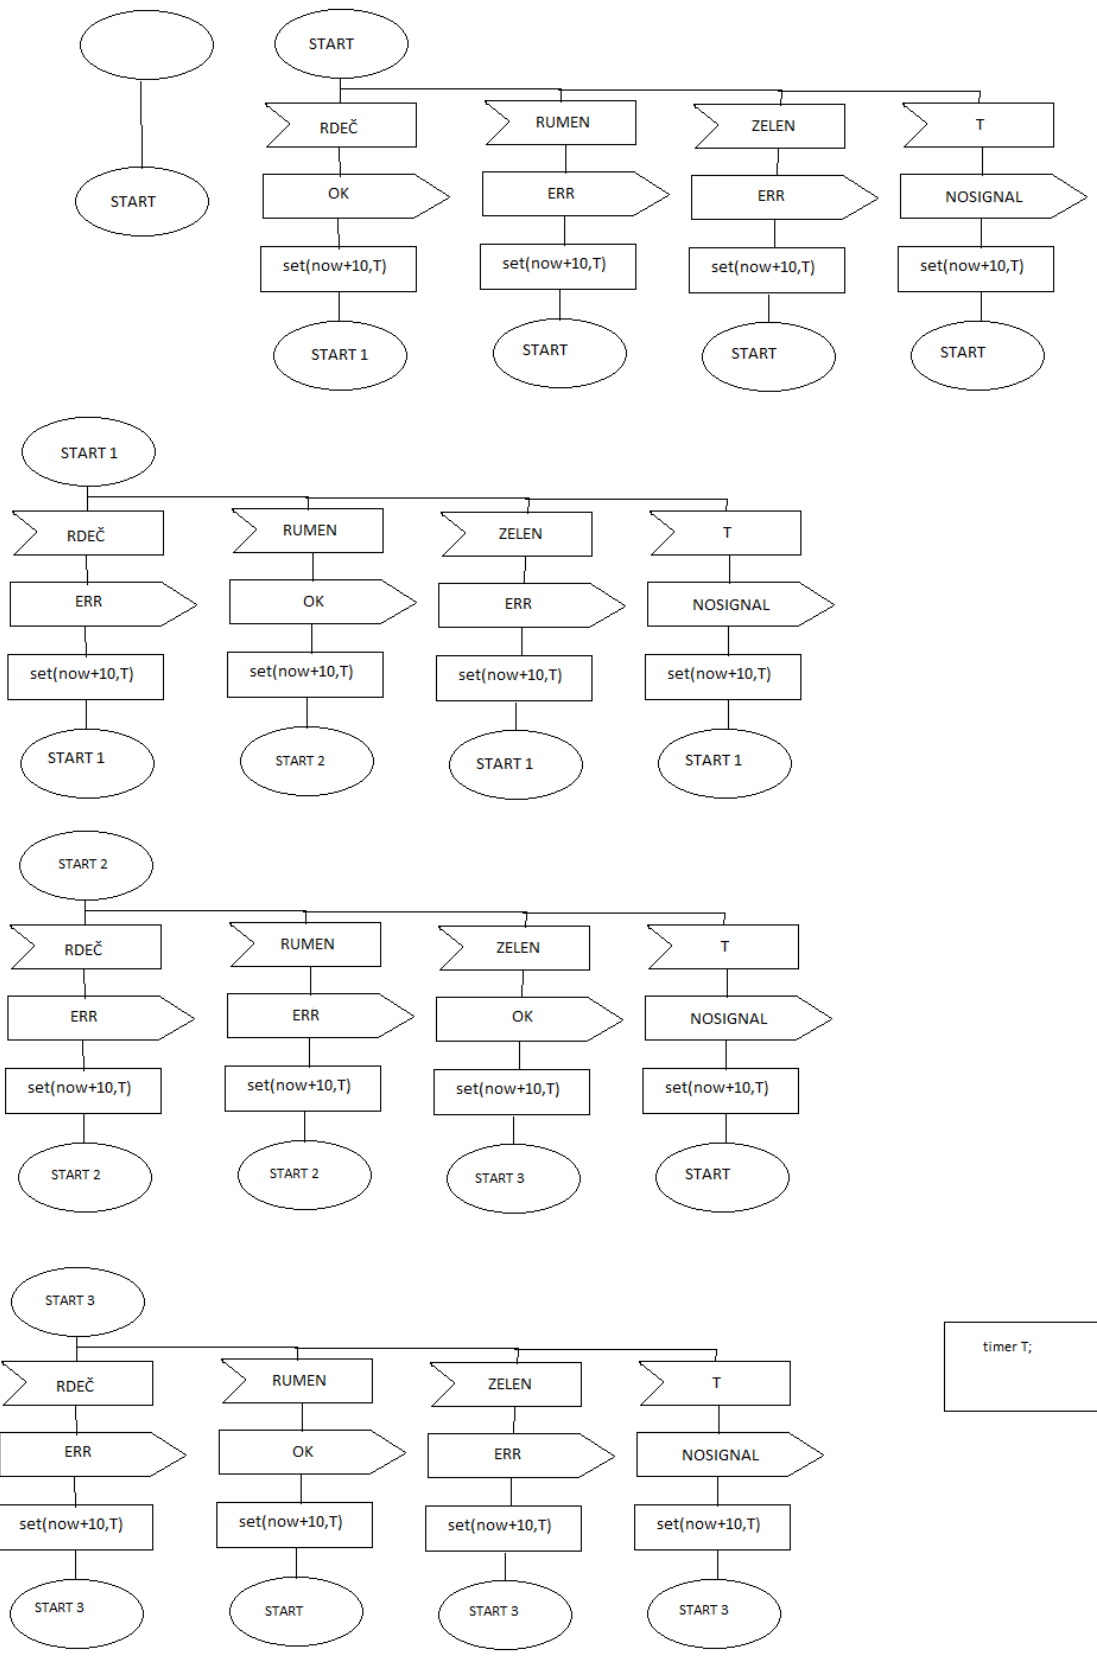 START
START
RDEČ
RUMEN
ZELEN
T
OK
ERR
ERR
NOSIGNAL
set(now+10,T)
set(now+10,T)
set(now+10,T)
set(now+10,T)
START 1
START
START
START
START 1
RDEČ
RUMEN
ZELEN
T
ERR
OK
ERR
NOSIGNAL
set(now+10,T)
set(now+10,T)
set(now+10,T)
set(now+10,T)
START 1
START 2
START 1
START 1
START 2
RDEČ
RUMEN
ZELEN
T
ERR
ERR
OK
NOSIGNAL
set(now+10,T)
set(now+10,T)
set(now+10,T)
set(now+10,T)
START 2
START 2
START 3
START
START 3
RDEČ
RUMEN
ZELEN
T
ERR
OK
ERR
NOSIGNAL
set(now+10,T)
set(now+10,T)
set(now+10,T)
set(now+10,T)
START 3
START
START 3
START 3
timer T;